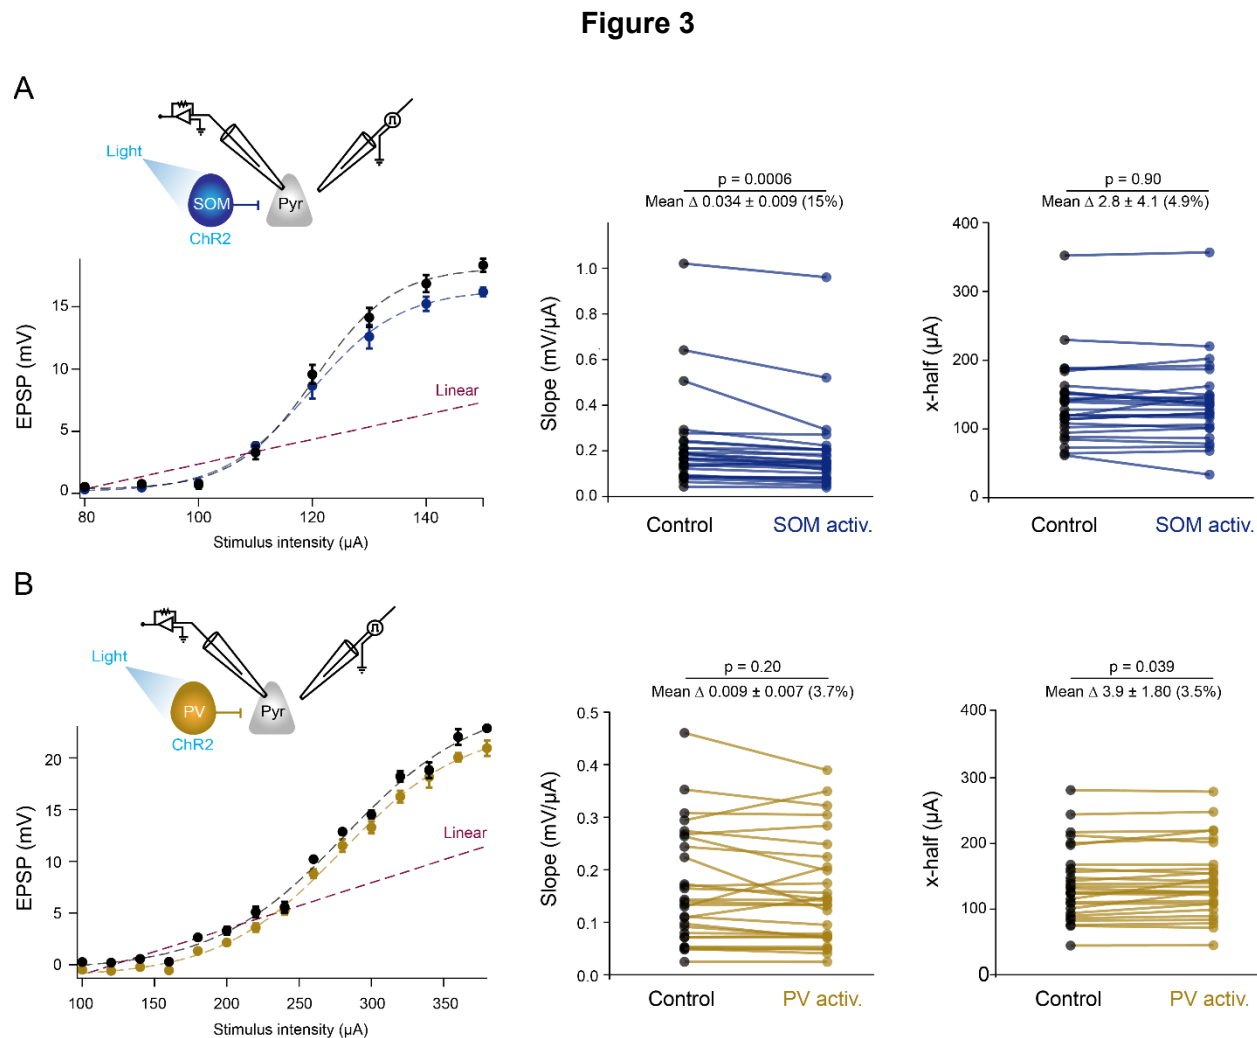 Figure 3
A
Light
SOM
Pyr
ChR2
EPSP (mV)
15
10
5
0
Linear
80
100
120
140
Stimulus intensity (µA)
p = 0.0006
Mean Δ 0.034 ± 0.009 (15%)
Slope (mV/µA)
1.0
0.8
0.6
0.4
0.2
0.0
Control
SOM activ.
p = 0.90
Mean Δ 2.8 ± 4.1 (4.9%)
x-half (µA)
400
300
200
100
0
Control
SOM activ.
B
Light
PV
Pyr
ChR2
EPSP (mV)
20
15
10
5
0
Linear
100
150
200
250
300
350
Stimulus intensity (µA)
p = 0.20
Mean Δ 0.009 ± 0.007 (3.7%)
Slope (mV/µA)
0.5
0.4
0.3
0.2
0.1
0.0
Control
PV activ.
p = 0.039
Mean Δ 3.9 ± 1.80 (3.5%)
x-half (µA)
400
300
200
100
0
Control
PV activ.